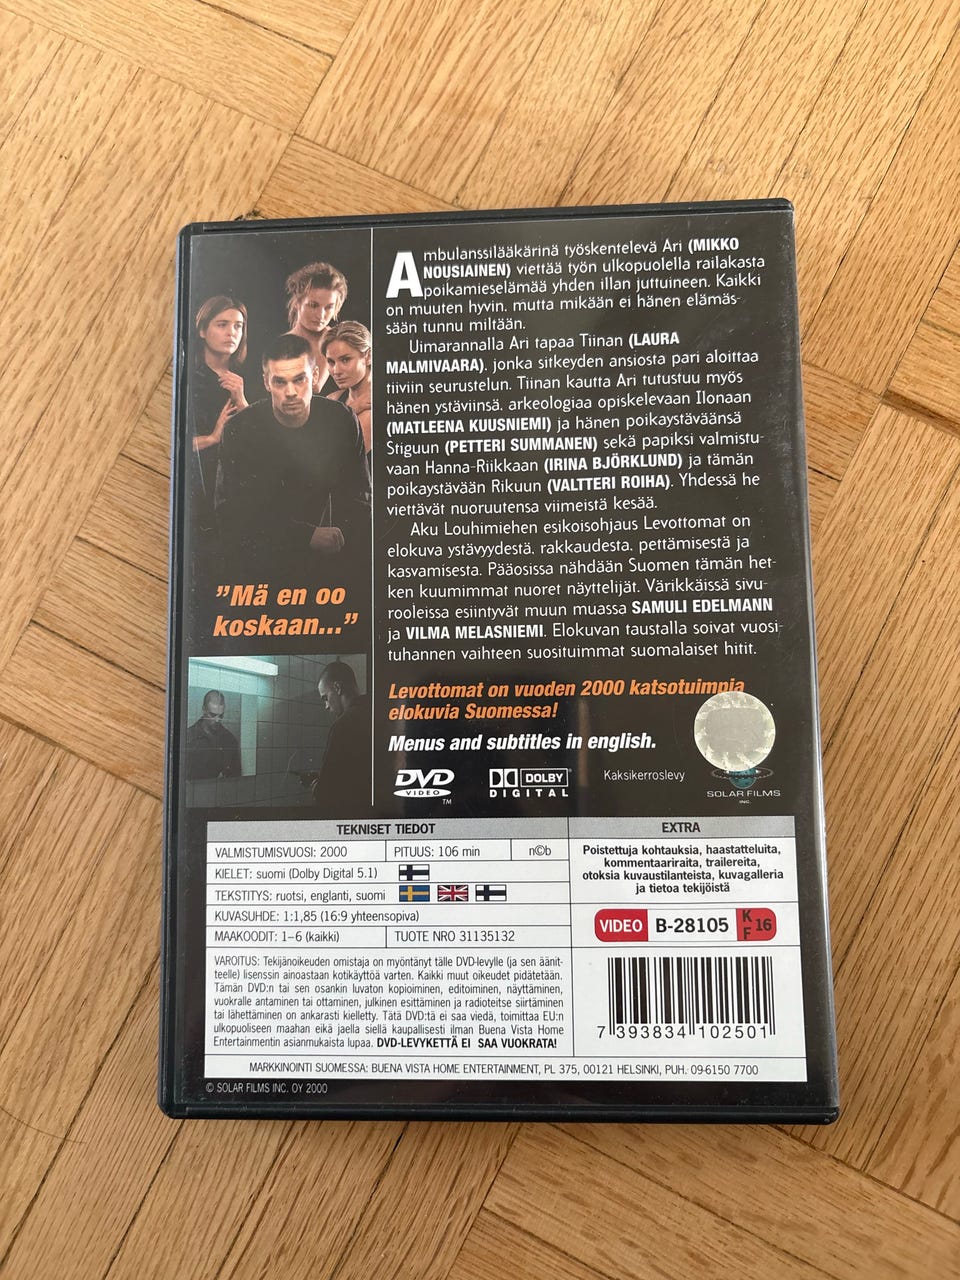 Ambulanssilääkärinä työskentelevä Ari (MIKKO
NOUSIAINEN) viettää työn ulkopuolella railakasta
poikamieselämää yhden illan juttuineen. Kaikki
on muuten hyvin, mutta mikään ei hänen elämäs-
sään tunnu miltään.
Uimarannalla Ari tapaa Tiinan (LAURA
MALMIVAARA), jonka sitkeyden ansiosta pari aloittaa
tiiviin seurustelun. Tiinan kautta Ari tutustuu myös
hänen ystäviinsä, arkeologiaa opiskelevaan Ilonaan
(MATLEENA KUUSNIEMI) ja hänen poikaystäväänsä
Stiguun (PETTERI SUMMANEN) sekä papiksi valmistu-
vaan Hanna-Riikkaan (IRINA BJÖRKLUND) ja tämän
poikaystävään Rikuun (VALTTERI ROIHA). Yhdessä he
viettävät nuoruutensa viimeistä kesää.
Aku Louhimiehen esikoisohjaus Levottomat on
elokuva ystävyydestä, rakkaudesta, pettämisestä ja
kasvamisesta. Pääosissa nähdään Suomen tämän het-
ken kuumimmat nuoret näyttelijät. Värikkäissä sivu-
rooleissa esiintyvät muun muassa SAMULI EDELMANN
ja VILMA MELASNIEMI. Elokuvan taustalla soivat vuosi-
tuhannen vaihteen suosituimmat suomalaiset hitit.
"Mä en oo
koskaan..."
Levottomat on vuoden 2000 katsotuimpia
elokuvia Suomessa!
Menus and subtitles in english.
DVD VIDEO TM
DOLBY DIGITAL
Kaksikerroslevy
SOLAR FILMS
INC.
TEKNISET TIEDOT
VALMISTUMISVUOSI: 2000
PITUUS: 106 min
n©b
KIELET: suomi (Dolby Digital 5.1)
TEKSTITYS: ruotsi, englanti, suomi
KUVASUHDE: 1:1,85 (16:9 yhteensopiva)
MAAKOODIT: 1–6 (kaikki)
TUOTE NRO 31135132
VAROITUS: Tekijänoikeuden omistaja on myöntänyt tälle DVD-levylle (ja sen äänit-
teelle) lisenssin ainoastaan kotikäyttöä varten. Kaikki muut oikeudet pidätetään.
Tämän DVD:n tai sen osankin luvaton kopioiminen, editoiminen, näyttäminen,
vuokralle antaminen tai ottaminen, julkinen esittäminen ja radioteitse siirtäminen
tai lähettäminen on ankarasti kielletty. Tätä DVD:tä ei saa viedä, toimittaa EU:n
ulkopuoliseen maahan eikä jaella siellä kaupallisesti ilman Buena Vista Home
Entertainmentin asianmukaista lupaa. DVD-LEVYKETTÄ EI SAA VUOKRATA!
EXTRA
Poistettuja kohtauksia, haastatteluita,
kommentaariraita, trailereita,
otoksia kuvaustilanteista, kuvagalleria
ja tietoa tekijöistä
VIDEO B-28105 K F 16
7 393834 102501
MARKKINOINTI SUOMESSA: BUENA VISTA HOME ENTERTAINMENT, PL 375, 00121 HELSINKI, PUH. 09-6150 7700
© SOLAR FILMS INC. OY 2000